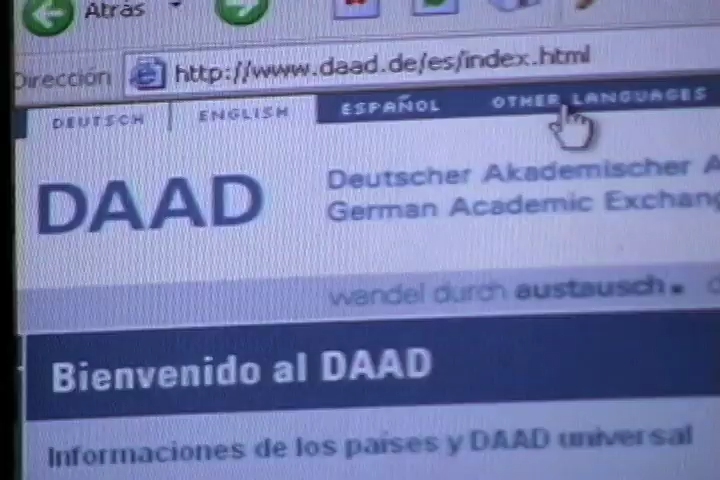 Atrás
Dirección http://www.daad.de/es/index.html
DEUTSCH ENGLISH ESPAÑOL OTHER LANGUAGES
DAAD
Deutscher Akademischer A
German Academic Exchang
wandel durch austausch
Bienvenido al DAAD
Informaciones de los países y DAAD universal